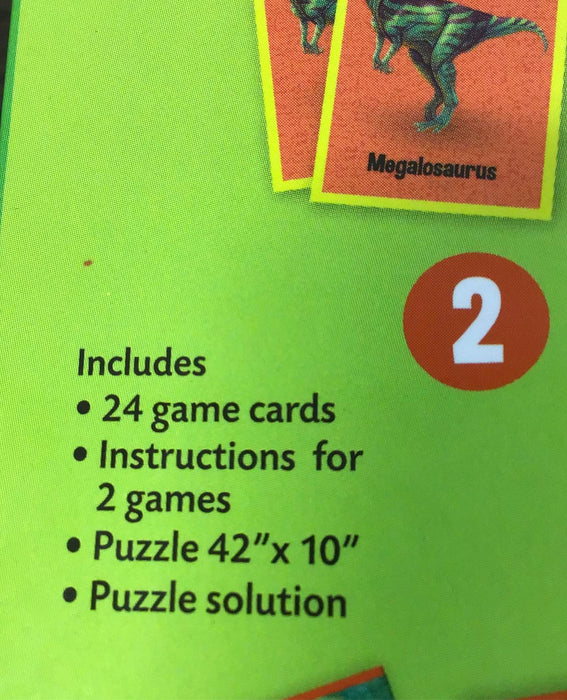 Megalosaurus
2
Includes
• 24 game cards
• Instructions for
2 games
• Puzzle 42"x 10"
• Puzzle solution